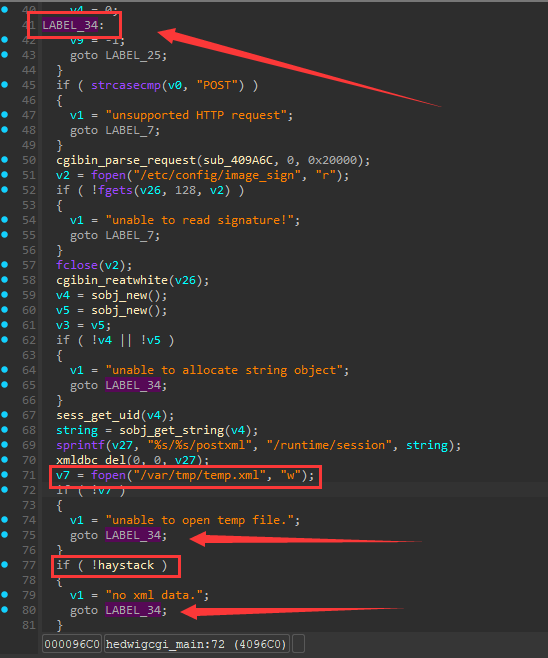 40 v4 = 0;
41 LABEL_34:
42 v9 = -1;
43 goto LABEL_25;
44 }
45 if ( strcasecmp(v0, "POST") )
46 {
47 v1 = "unsupported HTTP request";
48 goto LABEL_7;
49 }
50 cgibin_parse_request(sub_409A6C, 0, 0x20000);
51 v2 = fopen("/etc/config/image_sign", "r");
52 if ( !fgets(v26, 128, v2) )
53 {
54 v1 = "unable to read signature!";
55 goto LABEL_7;
56 }
57 fclose(v2);
58 cgibin_reatwhite(v26);
59 v4 = sobj_new();
60 v5 = sobj_new();
61 v3 = v5;
62 if ( !v4 || !v5 )
63 {
64 v1 = "unable to allocate string object";
65 goto LABEL_34;
66 }
67 sess_get_uid(v4);
68 string = sobj_get_string(v4);
69 sprintf(v27, "%s/%s/postxml", "/runtime/session", string);
70 xmldbc_del(0, 0, v27);
71 v7 = fopen("/var/tmp/temp.xml", "w");
72 if ( !v7 )
73 {
74 v1 = "unable to open temp file.";
75 goto LABEL_34;
76 }
77 if ( !haystack )
78 {
79 v1 = "no xml data.";
80 goto LABEL_34;
81 }
000096C0 hedwigcgi_main:72 (4096C0)